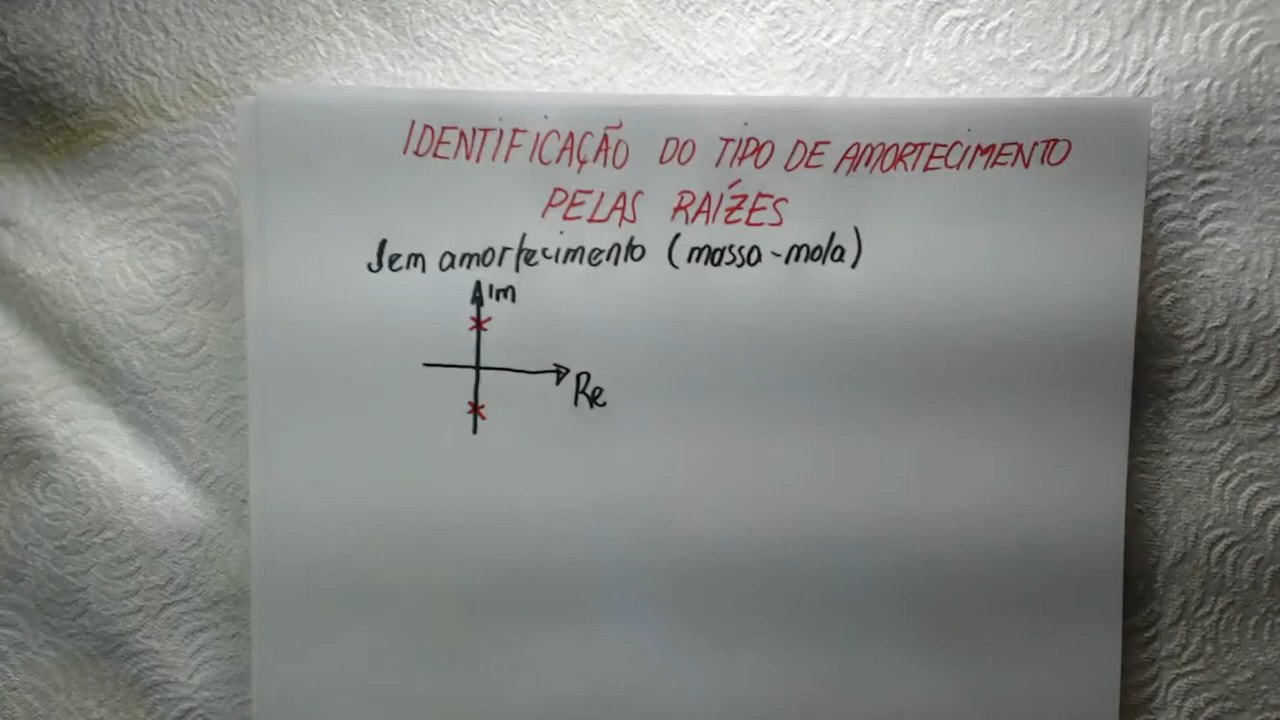 IDENTIFICAÇÃO DO TIPO DE AMORTECIMENTO
PELAS RAÍZES
Sem amortecimento (massa-mola)
Im
Re